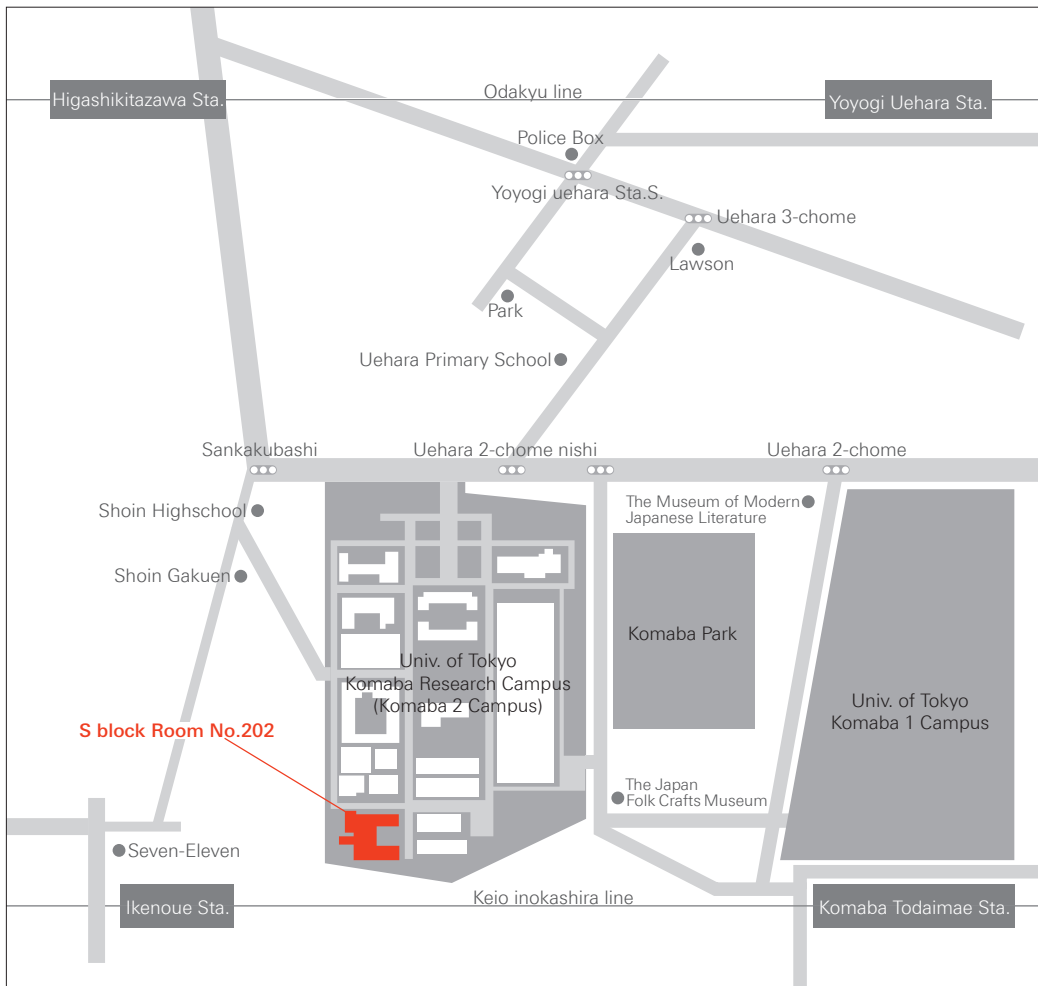 Odakyu line
Higashikitazawa Sta.
Yoyogi Uehara Sta.
Police Box
Yoyogi uehara Sta.S.
Uehara 3-chome
Lawson
Park
Uehara Primary School
Sankakubashi
Uehara 2-chome nishi
Uehara 2-chome
Shoin Highschool
The Museum of Modern
Japanese Literature
Shoin Gakuen
Komaba Park
Univ. of Tokyo
Komaba Research Campus
(Komaba 2 Campus)
Univ. of Tokyo
Komaba 1 Campus
S block Room No.202
The Japan
Folk Crafts Museum
Seven-Eleven
Keio inokashira line
Ikenoue Sta.
Komaba Todaimae Sta.